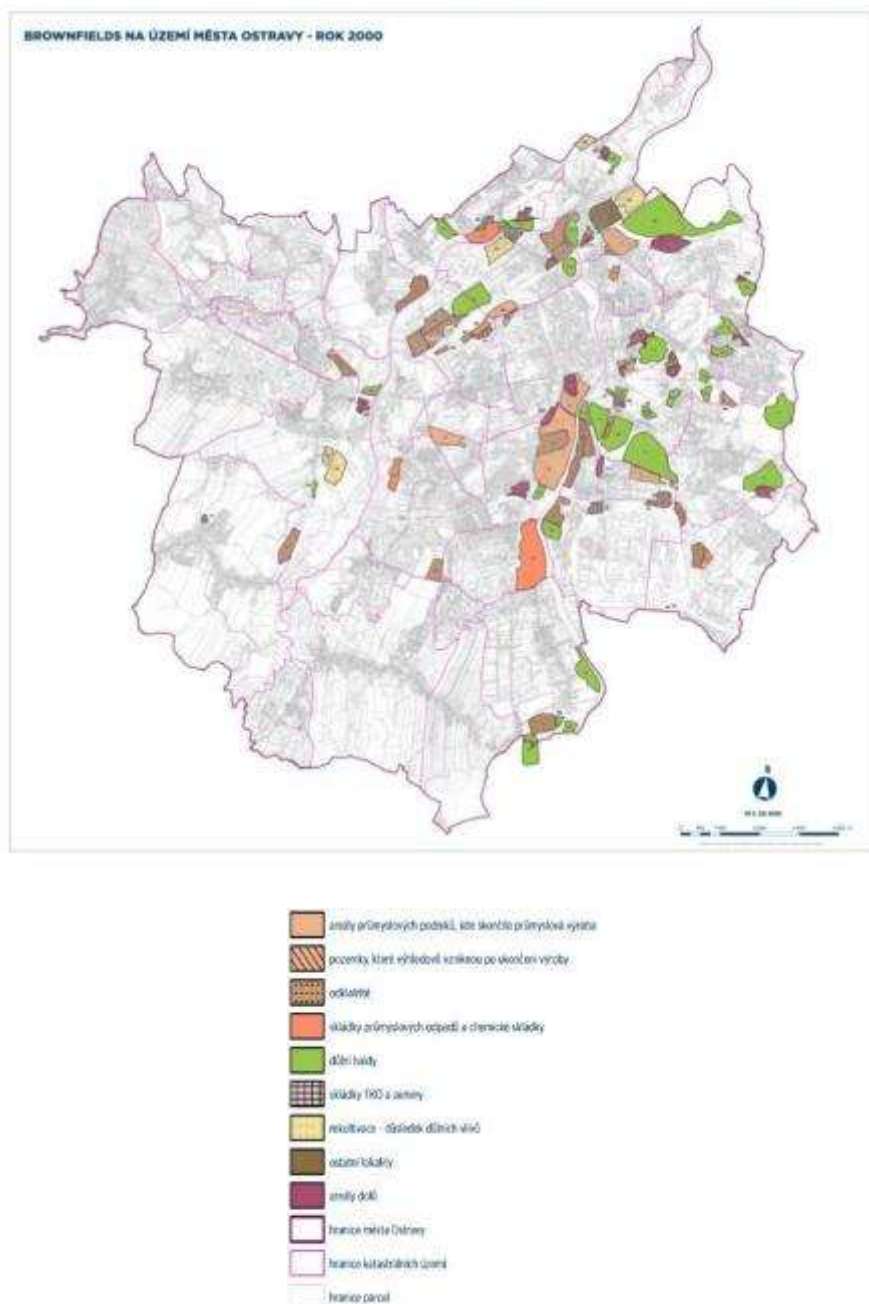 BROWNFIELDS NA ÚZEMÍ MĚSTA OSTRAVY - ROK 2000
areály průmyslových podniků, kde skončila průmyslová výroba
pozemky, které výhledově vzniknou po skončení výroby
odkaliště
skládky průmyslových odpadů a chemické skládky
důlní haldy
skládky TKO a zeminy
rekultivace - důsledek důlních vlivů
ostatní lokality
areály dolů
hranice města Ostravy
hranice katastrálních území
hranice parcel